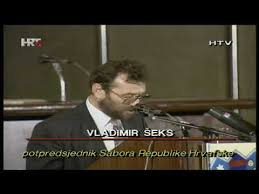 HRT
HTV
VLADIMIR ŠEKS
potpredsjednik Sabora Republike Hrvatske